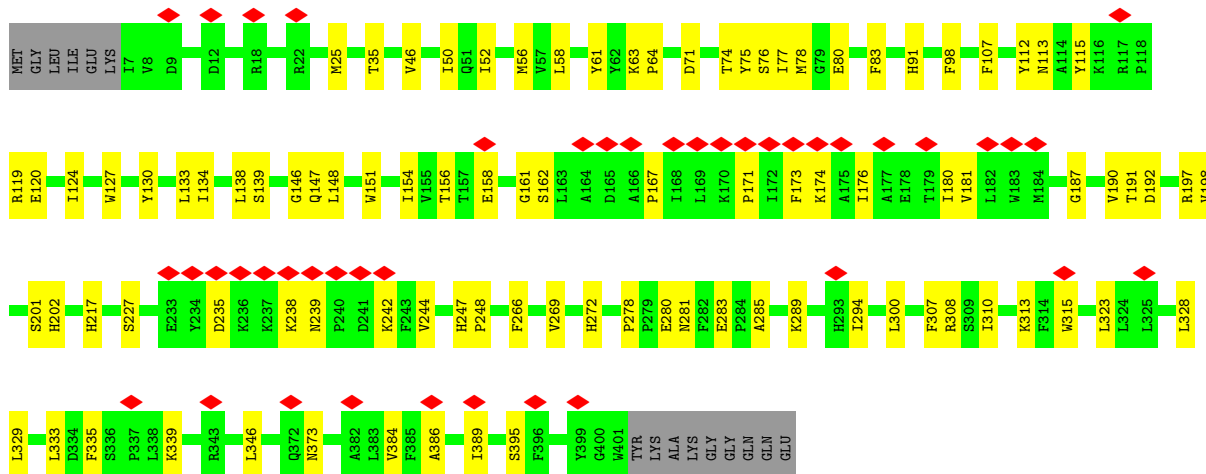 MET GLY LEU ILE GLU LYS I7 V8 D9 D12 R18 R22 M25 T35 V46 I50 Q51 I52 M56 V57 L58 Y61 Y62 K63 P64 D71 T74 Y75 S76 I77 M78 G79 E80 F83 H91 F98 F107 Y112 N113 A114 Y115 K116 R117 P118
R119 E120 I124 W127 Y130 L133 I134 L138 S139 G146 Q147 L148 W151 I154 V155 T156 T157 E158 G161 S162 L163 A164 D165 A166 P167 I168 L169 K170 P171 I172 F173 K174 A175 I176 A177 E178 T179 I180 V181 L182 W183 M184 G187 V190 T191 D192 R197 V198
S201 H202 H217 S227 E233 Y234 D235 K236 K237 K238 N239 P240 D241 K242 F243 V244 H247 P248 F266 V269 H272 P278 P279 E280 N281 F282 E283 P284 A285 K289 H293 I294 L300 F307 R308 S309 I310 K313 F314 W315 L323 L324 L325 L328
L329 L333 D334 F335 S336 P337 L338 K339 R343 L346 Q372 N373 A382 L383 V384 F385 A386 I389 S395 F396 Y399 G400 W401 TYR LYS ALA LYS GLY GLY GLN GLN GLU